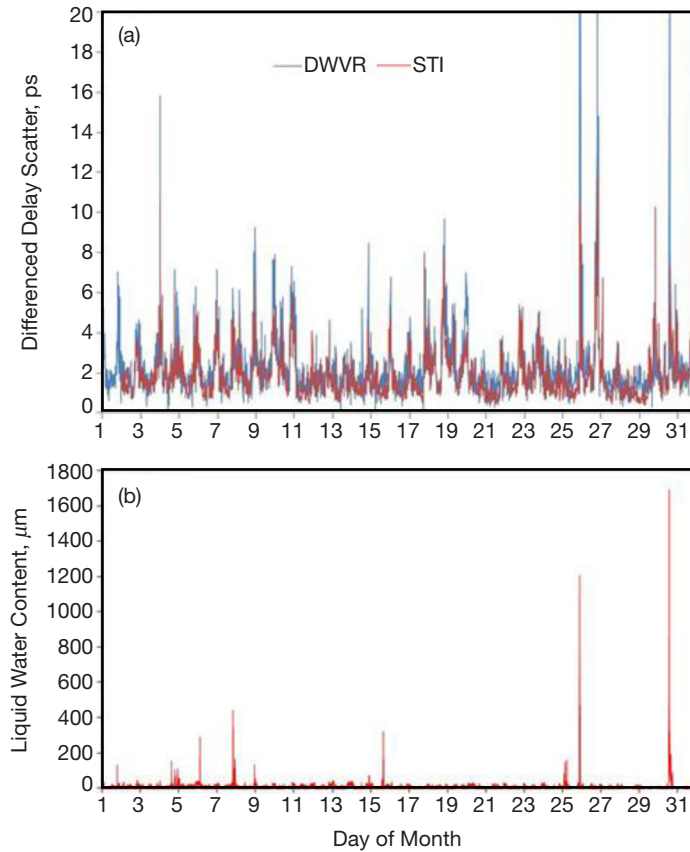 20
(a)
DWVR STI
18
16
14
12
10
8
6
4
2
0
Differenced Delay Scatter, ps
1 3 5 7 9 11 13 15 17 19 21 23 25 27 29 31
1800
(b)
1600
1400
1200
1000
800
600
400
200
0
Liquid Water Content, μm
1 3 5 7 9 11 13 15 17 19 21 23 25 27 29 31
Day of Month